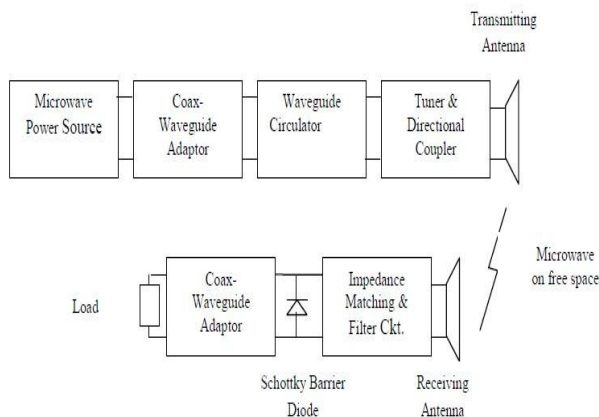 Transmitting
Antenna
Microwave
Power Source
Coax-
Waveguide
Adaptor
Waveguide
Circulator
Tuner &
Directional
Coupler
Microwave
on free space
Load
Coax-
Waveguide
Adaptor
Impedance
Matching &
Filter Ckt.
Schottky Barrier
Diode
Receiving
Antenna